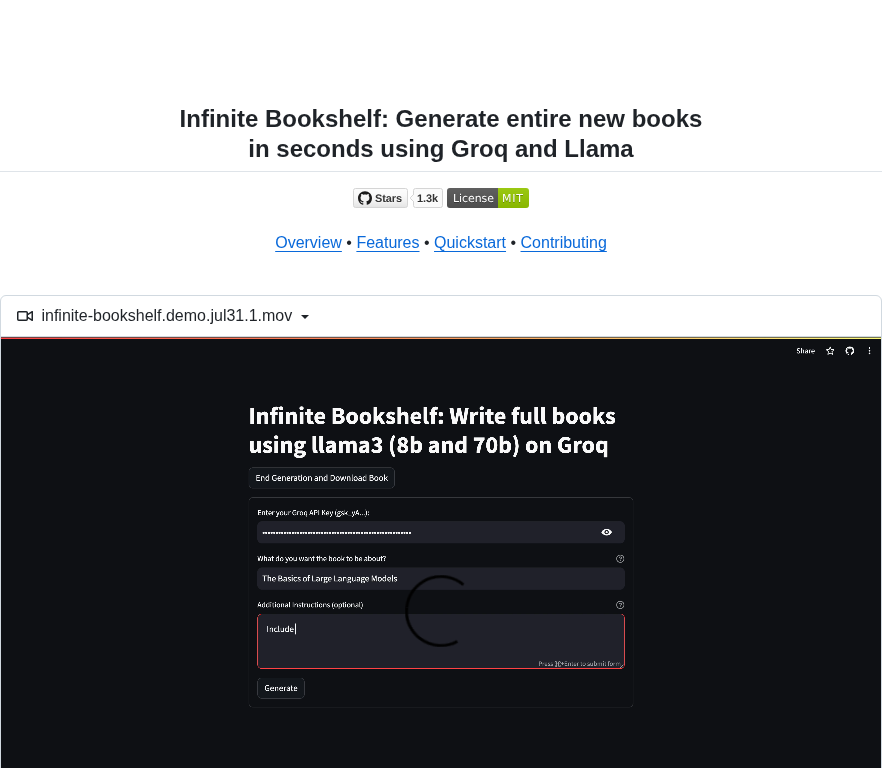 Infinite Bookshelf: Generate entire new books
in seconds using Groq and Llama
Stars 1.3k License MIT
Overview • Features • Quickstart • Contributing
infinite-bookshelf.demo.jul31.1.mov
Share
Infinite Bookshelf: Write full books
using llama3 (8b and 70b) on Groq
End Generation and Download Book
Enter your Groq API Key (gsk_yA...):
What do you want the book to be about?
The Basics of Large Language Models
Additional Instructions (optional)
Include
Press ⌘+Enter to submit form
Generate